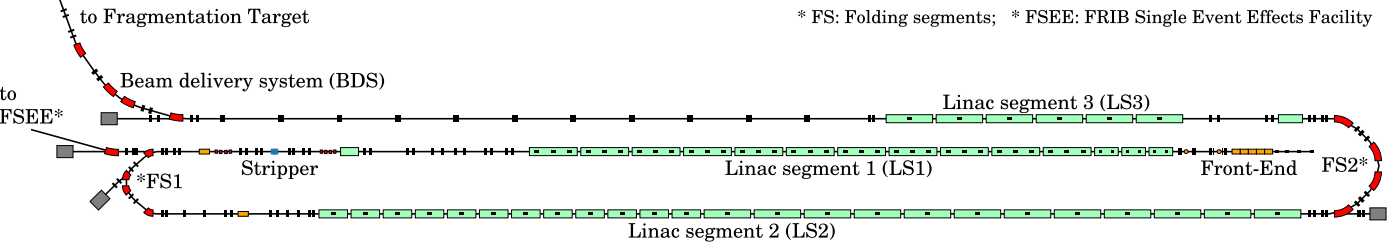 to Fragmentation Target
* FS: Folding segments;   * FSEE: FRIB Single Event Effects Facility
Beam delivery system (BDS)
to
FSEE*
Linac segment 3 (LS3)
Stripper
Linac segment 1 (LS1)
Front-End
FS2*
*FS1
Linac segment 2 (LS2)